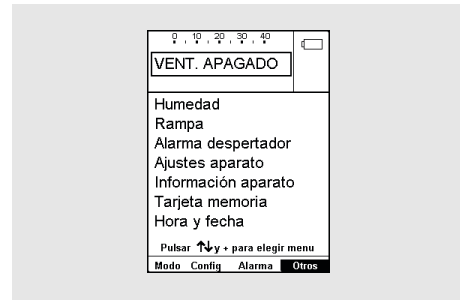 0 10 20 30 40
VENT. APAGADO
Humedad
Rampa
Alarma despertador
Ajustes aparato
Información aparato
Tarjeta memoria
Hora y fecha
Pulsar ↑↓y + para elegir menu
Modo Config Alarma Otros